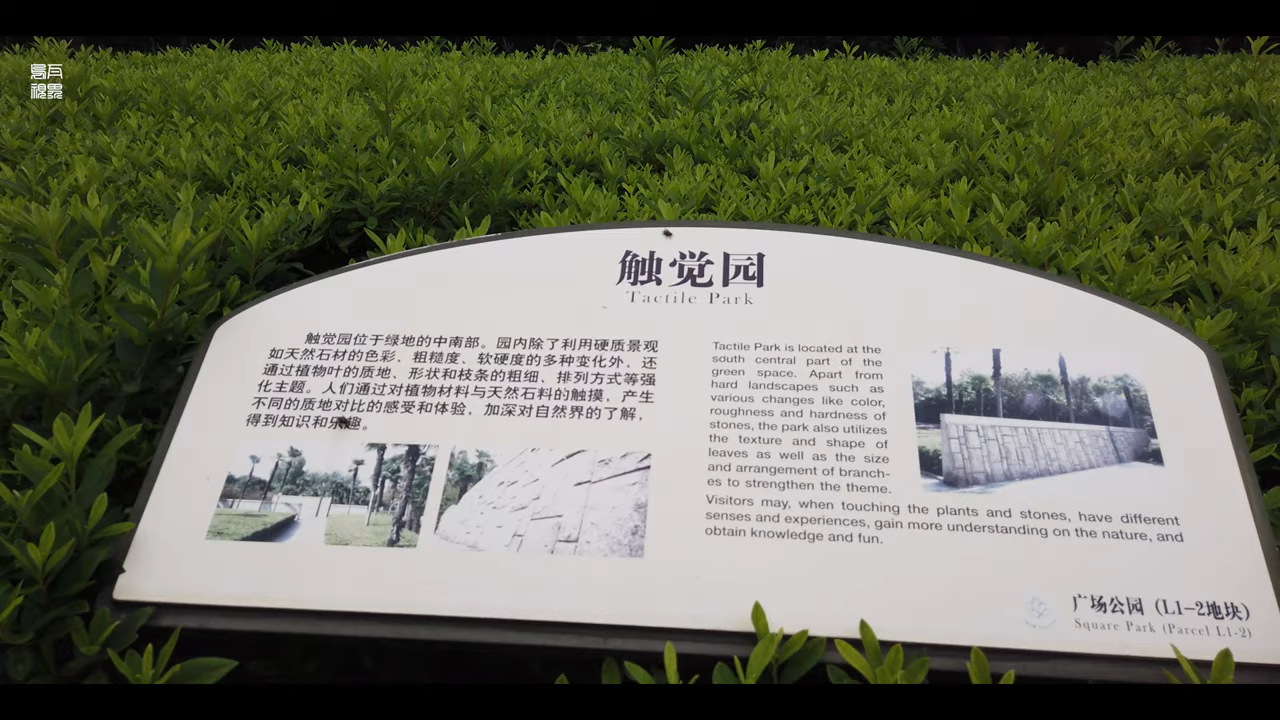 视界
触觉园
Tactile Park
触觉园位于绿地的中南部。园内除了利用硬质景观
如天然石材的色彩、粗糙度、软硬度的多种变化外，还
通过植物叶的质地、形状和枝条的粗细、排列方式等强
化主题。人们通过对植物材料与天然石料的触摸，产生
不同的质地对比的感受和体验，加深对自然界的了解，
得到知识和乐趣。
Tactile Park is located at the
south central part of the
green space. Apart from
hard landscapes such as
various changes like color,
roughness and hardness of
stones, the park also utilizes
the texture and shape of
leaves as well as the size
and arrangement of branch-
es to strengthen the theme.
Visitors may, when touching the plants and stones, have different
senses and experiences, gain more understanding on the nature, and
obtain knowledge and fun.
广场公园（L1-2地块）
Square Park (Parcel L1-2)